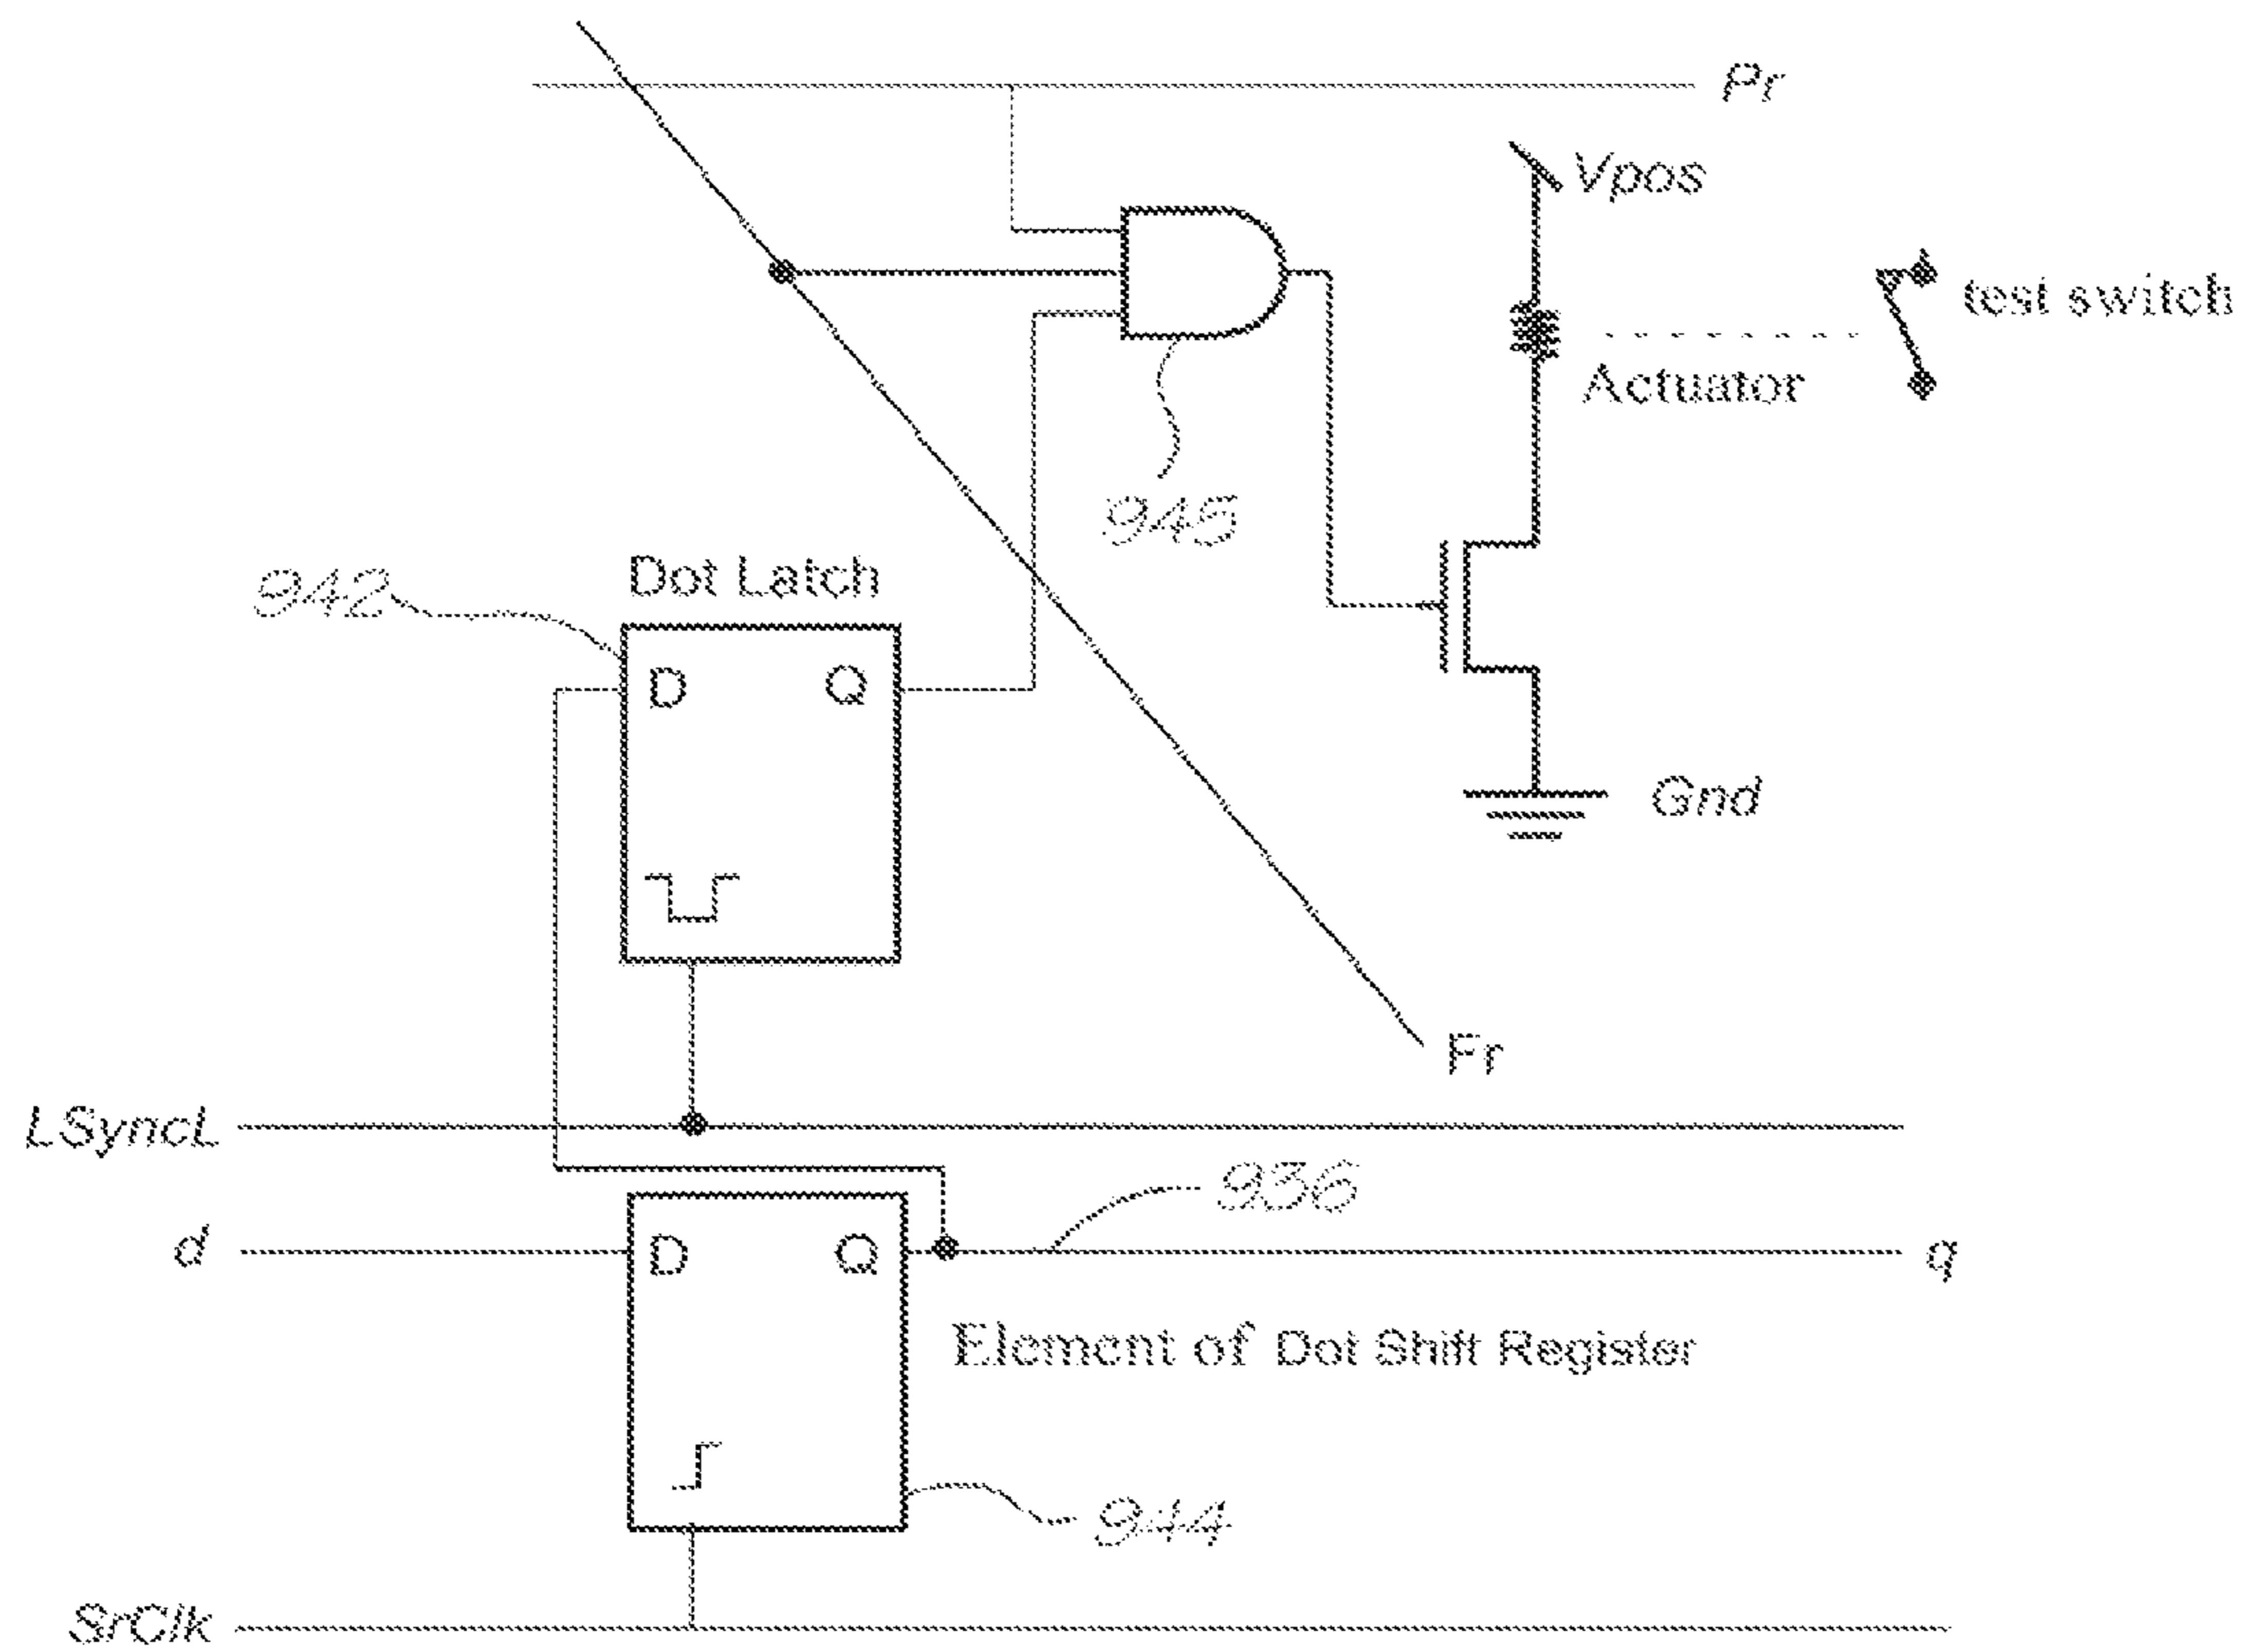 Pr
Vpos
test switch
Actuator
945
942
Dot Latch
D
Q
Gnd
Fr
LSyncL
936
d
D
Q
q
Element of Dot Shift Register
944
SrClk